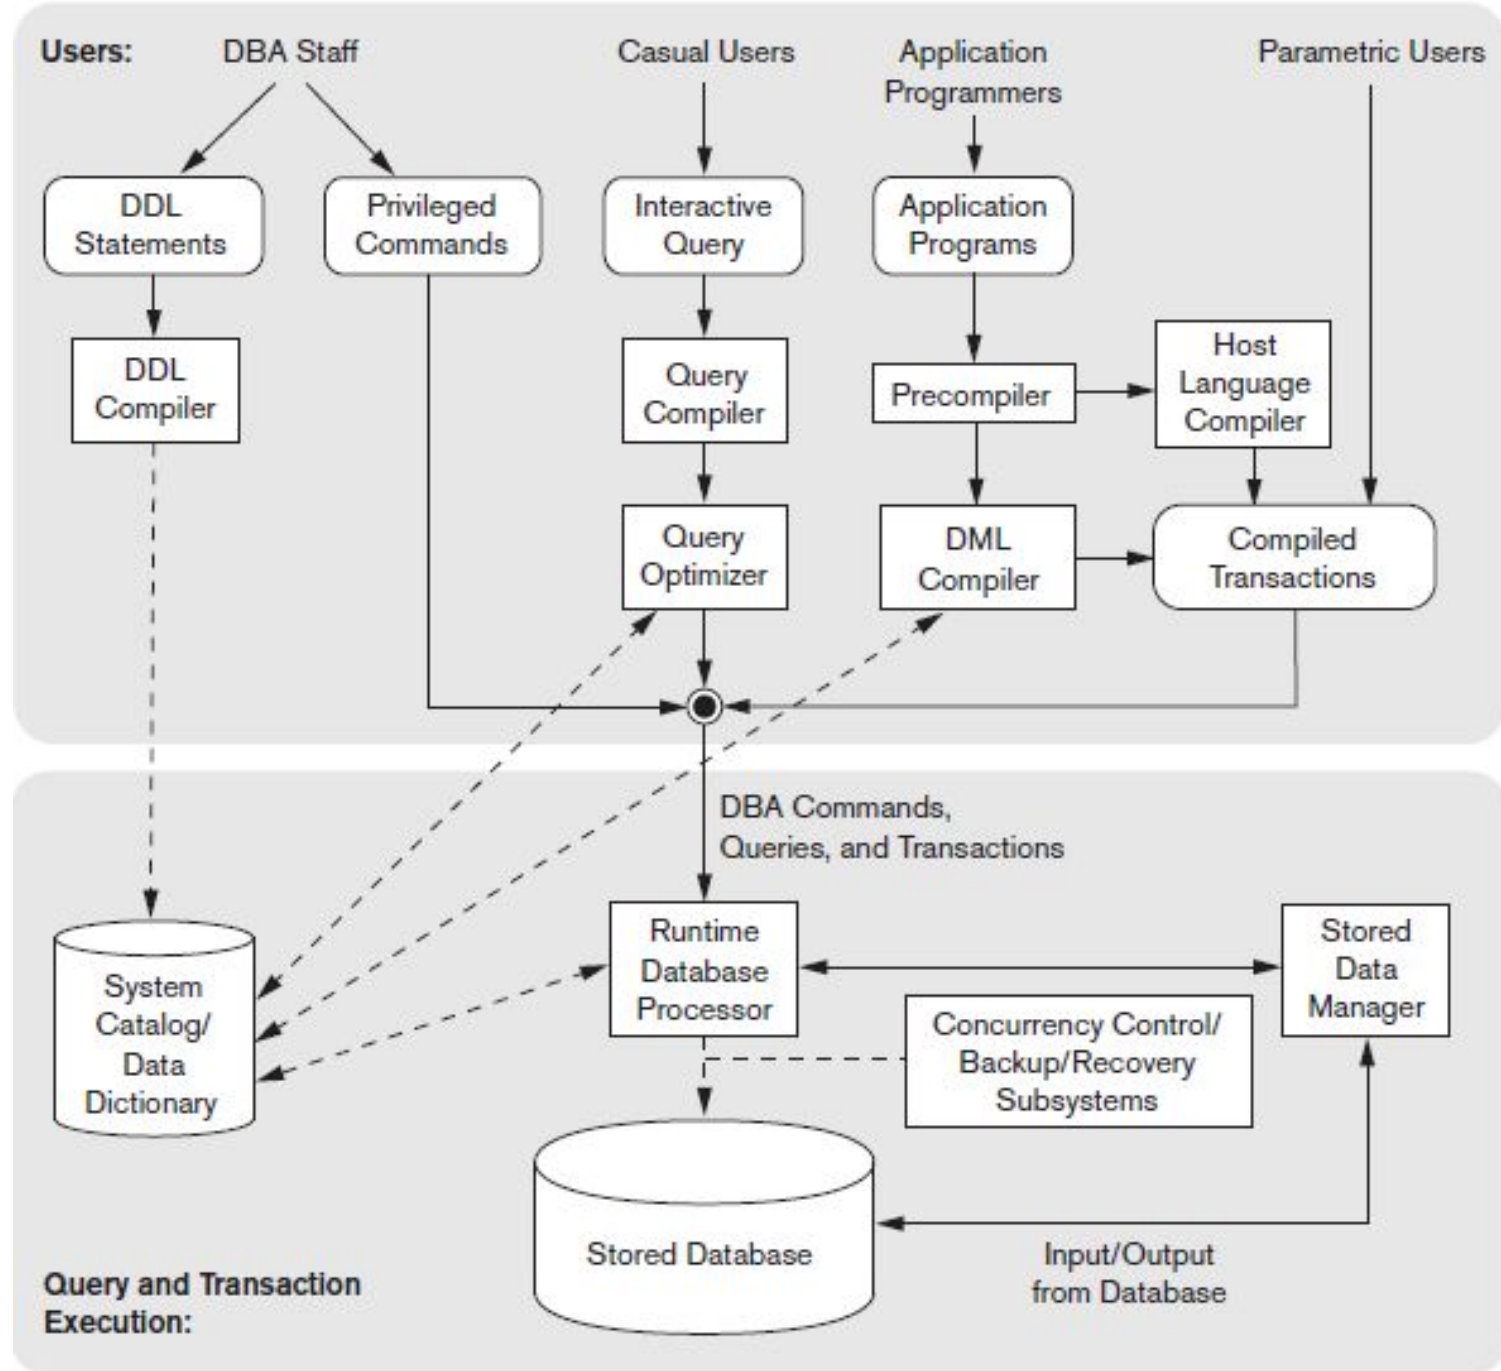 Users:
DBA Staff
Casual Users
Application
Programmers
Parametric Users
DDL
Statements
Privileged
Commands
Interactive
Query
Application
Programs
DDL
Compiler
Query
Compiler
Precompiler
Host
Language
Compiler
Query
Optimizer
DML
Compiler
Compiled
Transactions
DBA Commands,
Queries, and Transactions
System
Catalog/
Data
Dictionary
Runtime
Database
Processor
Stored
Data
Manager
Concurrency Control/
Backup/Recovery
Subsystems
Stored Database
Input/Output
from Database
Query and Transaction
Execution: